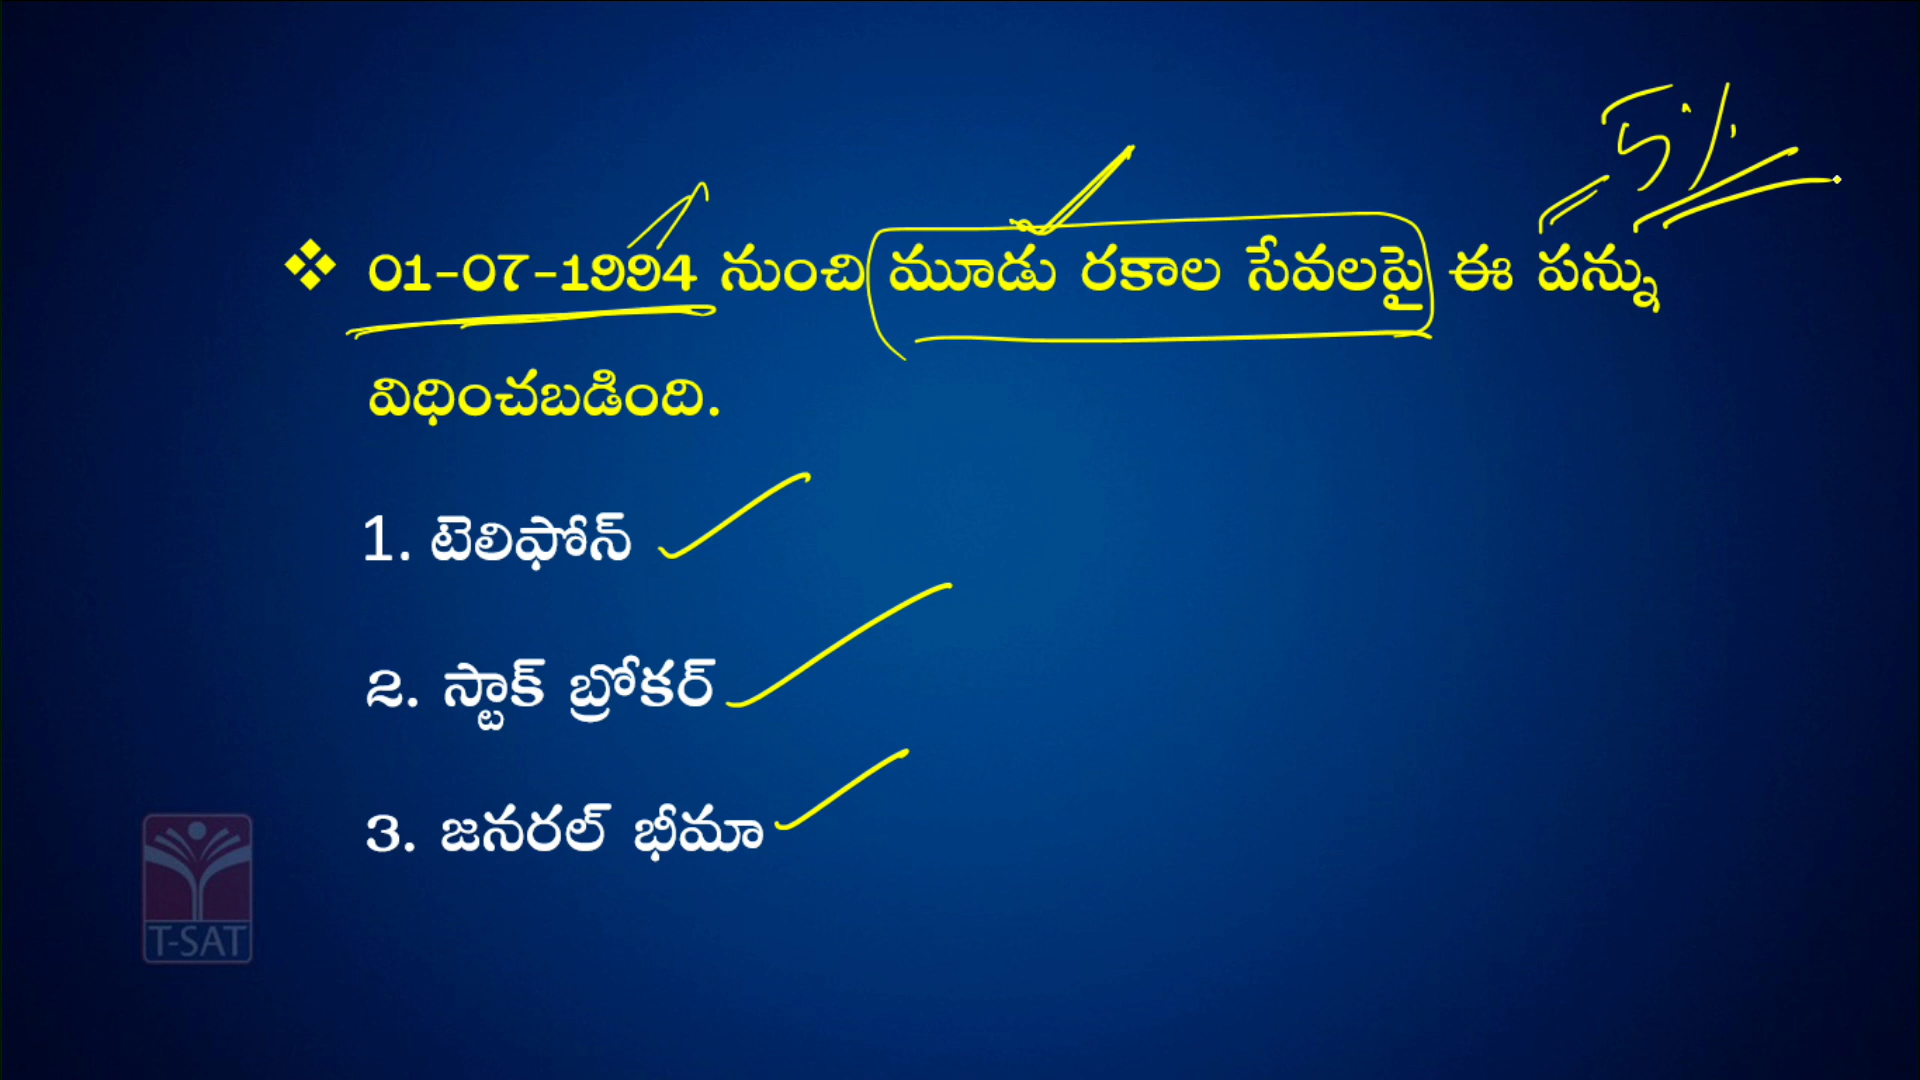 5%
❖ 01-07-1994 నుంచి మూడు రకాల సేవలపై ఈ పన్ను
విధించబడింది.
1. టెలిఫోన్
2. స్టాక్ బ్రోకర్
3. జనరల్ భీమా
T-SAT